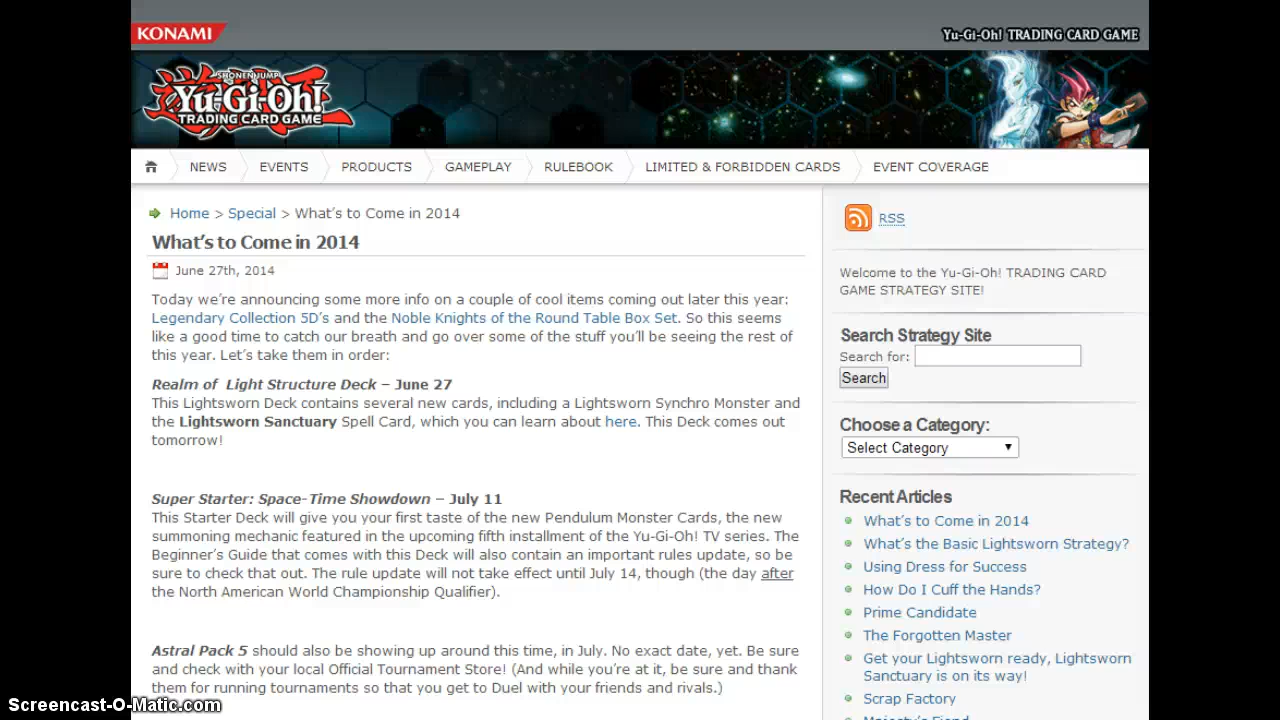 KONAMI
Yu-Gi-Oh! TRADING CARD GAME
SHONEN JUMP
Yu-Gi-Oh!
TRADING CARD GAME
NEWS
EVENTS
PRODUCTS
GAMEPLAY
RULEBOOK
LIMITED & FORBIDDEN CARDS
EVENT COVERAGE
Home > Special > What's to Come in 2014
What's to Come in 2014
June 27th, 2014
Today we're announcing some more info on a couple of cool items coming out later this year:
Legendary Collection 5D's and the Noble Knights of the Round Table Box Set. So this seems
like a good time to catch our breath and go over some of the stuff you'll be seeing the rest of
this year. Let's take them in order:
Realm of Light Structure Deck – June 27
This Lightsworn Deck contains several new cards, including a Lightsworn Synchro Monster and
the Lightsworn Sanctuary Spell Card, which you can learn about here. This Deck comes out
tomorrow!
Super Starter: Space-Time Showdown – July 11
This Starter Deck will give you your first taste of the new Pendulum Monster Cards, the new
summoning mechanic featured in the upcoming fifth installment of the Yu-Gi-Oh! TV series. The
Beginner's Guide that comes with this Deck will also contain an important rules update, so be
sure to check that out. The rule update will not take effect until July 14, though (the day after
the North American World Championship Qualifier).
Astral Pack 5 should also be showing up around this time, in July. No exact date, yet. Be sure
and check with your local Official Tournament Store! (And while you're at it, be sure and thank
them for running tournaments so that you get to Duel with your friends and rivals.)
RSS
Welcome to the Yu-Gi-Oh! TRADING CARD
GAME STRATEGY SITE!
Search Strategy Site
Search for:
Search
Choose a Category:
Select Category
Recent Articles
What's to Come in 2014
What's the Basic Lightsworn Strategy?
Using Dress for Success
How Do I Cuff the Hands?
Prime Candidate
The Forgotten Master
Get your Lightsworn ready, Lightsworn
Sanctuary is on its way!
Scrap Factory
Majesty's Fiend
Screencast-O-Matic.com